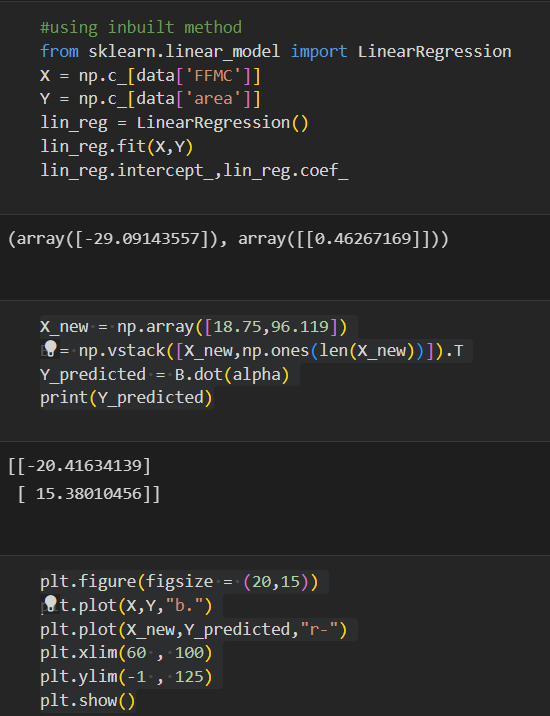 #using inbuilt method
from sklearn.linear_model import LinearRegression
X = np.c_[data['FFMC']]
Y = np.c_[data['area']]
lin_reg = LinearRegression()
lin_reg.fit(X,Y)
lin_reg.intercept_,lin_reg.coef_
(array([-29.09143557]), array([[0.46267169]]))
X_new = np.array([18.75,96.119])
= np.vstack([X_new,np.ones(len(X_new))]).T
Y_predicted = B.dot(alpha)
print(Y_predicted)
[[-20.41634139]
[ 15.38010456]]
plt.figure(figsize = (20,15))
plt.plot(X,Y,"b.")
plt.plot(X_new,Y_predicted,"r-")
plt.xlim(60 , 100)
plt.ylim(-1 , 125)
plt.show()